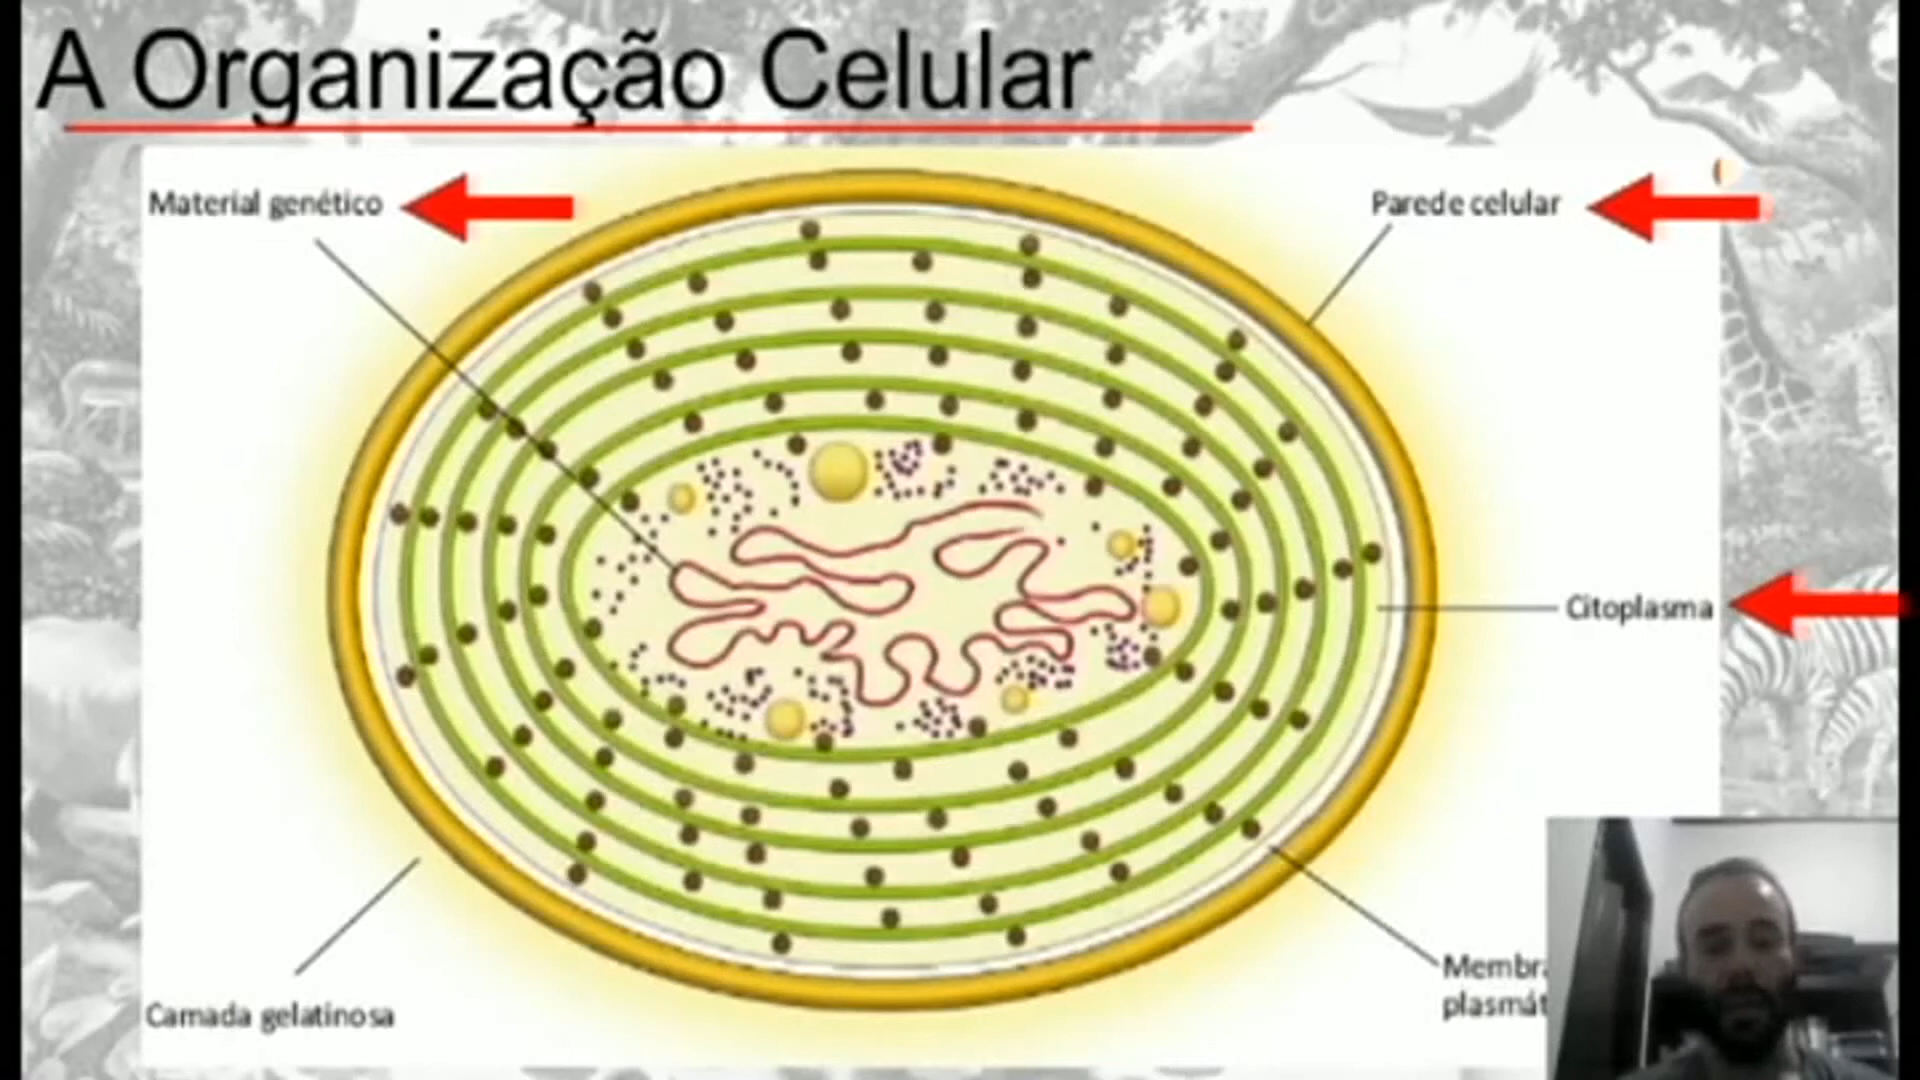 A Organização Celular
Material genético
Parede celular
Citoplasma
Camada gelatinosa